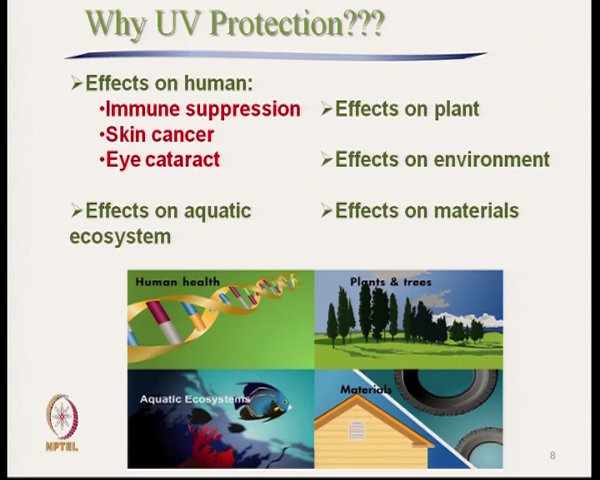 Why UV Protection???
➢Effects on human:
•Immune suppression
•Skin cancer
•Eye cataract
➢Effects on aquatic
ecosystem
➢Effects on plant
➢Effects on environment
➢Effects on materials
Human health
Plants & trees
Aquatic Ecosystems
Materials
NPTEL
8